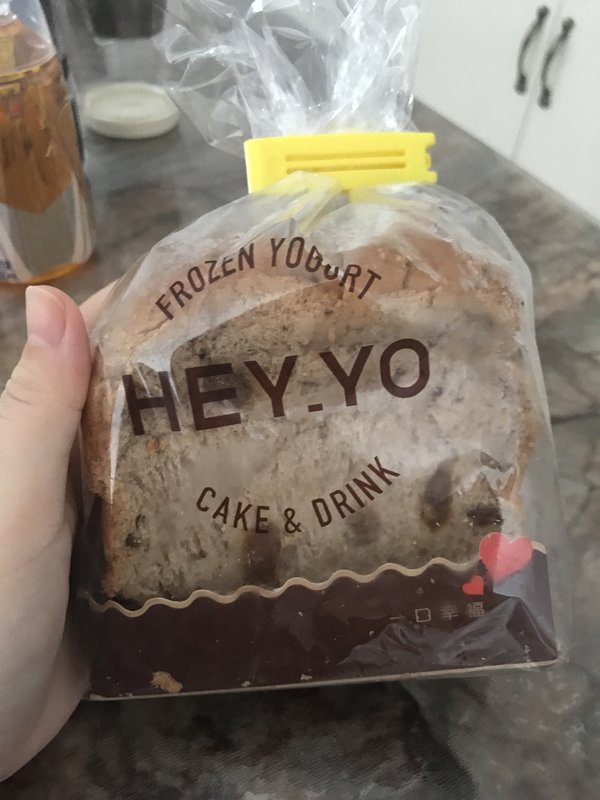 FROZEN YOGURT
HEY.YO
CAKE & DRINK
一口幸福